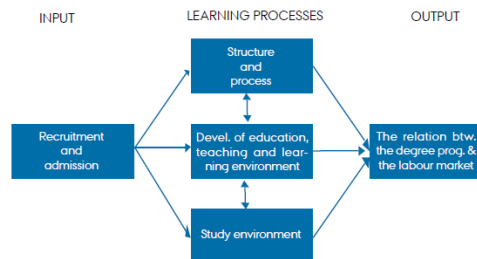 INPUT
LEARNING PROCESSES
OUTPUT
Structure
and
process
Recruitment
and
admission
Devel. of education,
teaching and lear-
ning environment
The relation btw.
the degree prog. &
the labour market
Study environment